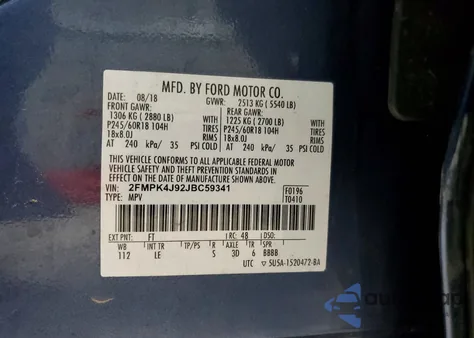 MFD. BY FORD MOTOR CO.
DATE: 08/18 GVWR: 2513 KG ( 5540 LB)
FRONT GAWR: REAR GAWR:
1306 KG ( 2880 LB) 1225 KG ( 2700 LB)
P245/60R18 104H TIRES P245/60R18 104H TIRES
18x8.0J RIMS 18x8.0J RIMS
AT 240 kPa/ 35 PSI COLD AT 240 kPa/ 35 PSI COLD
THIS VEHICLE CONFORMS TO ALL APPLICABLE FEDERAL MOTOR
VEHICLE SAFETY AND THEFT PREVENTION STANDARDS IN EFFECT
ON THE DATE OF MANUFACTURE SHOWN ABOVE.
VIN: 2FMPK4J92JBC59341 F0196
TYPE: MPV T0410
EXT PNT: FT RC: 48 DSO:
WB INT TR TP/PS R AXLE TR SPR
112 LE S 3D 6 BBBB
UTC 5U5A-1520472-BA